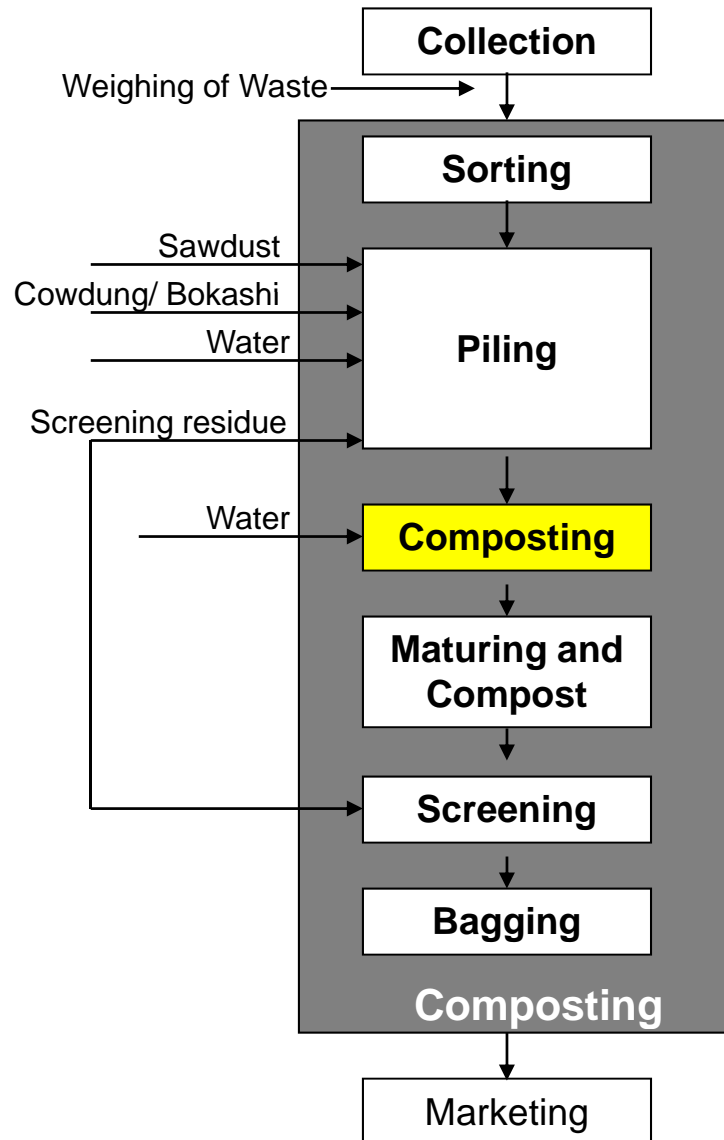 Collection
Weighing of Waste
Sorting
Sawdust
Cowdung/ Bokashi
Water
Piling
Screening residue
Water
Composting
Maturing and
Compost
Screening
Bagging
Composting
Marketing